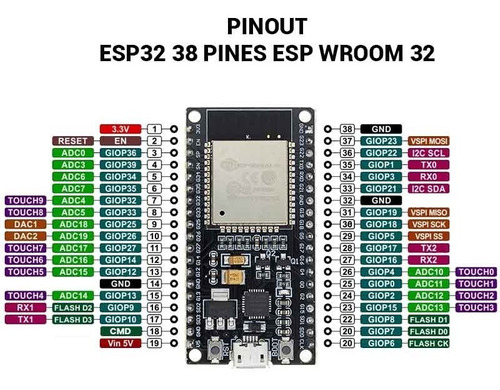 PINOUT
ESP32 38 PINES ESP WROOM 32
3.3V 1
RESET EN 2
ADC0 GIOP36 3
ADC3 GIOP39 4
ADC6 GIOP34 5
ADC7 GIOP35 6
TOUCH9 ADC4 GIOP32 7
TOUCH8 ADC5 GIOP33 8
DAC1 ADC18 GIOP25 9
DAC2 ADC19 GIOP26 10
TOUCH7 ADC17 GIOP27 11
TOUCH6 ADC16 GIOP14 12
TOUCH5 ADC15 GIOP12 13
GND 14
TOUCH4 ADC14 GIOP13 15
RX1 FLASH D2 GIOP9 16
TX1 FLASH D3 GIOP10 17
CMD 18
Vin 5V 19
RST
BOOT
38 GND
37 GIOP23 VSPI MOSI
36 GIOP22 I2C SCL
35 GIOP1 TX0
34 GIOP3 RX0
33 GIOP21 I2C SDA
32 GND
31 GIOP19 VSPI MISO
30 GIOP18 VSPI SCK
29 GIOP5 VSPI SS
28 GIOP17 TX2
27 GIOP16 RX2
26 GIOP4 ADC10 TOUCH0
25 GIOP0 ADC11 TOUCH1
24 GIOP2 ADC12 TOUCH2
23 GIOP15 ADC13 TOUCH3
22 GIOP8 FLASH D1
21 GIOP7 FLASH D0
20 GIOP6 FLASH CK